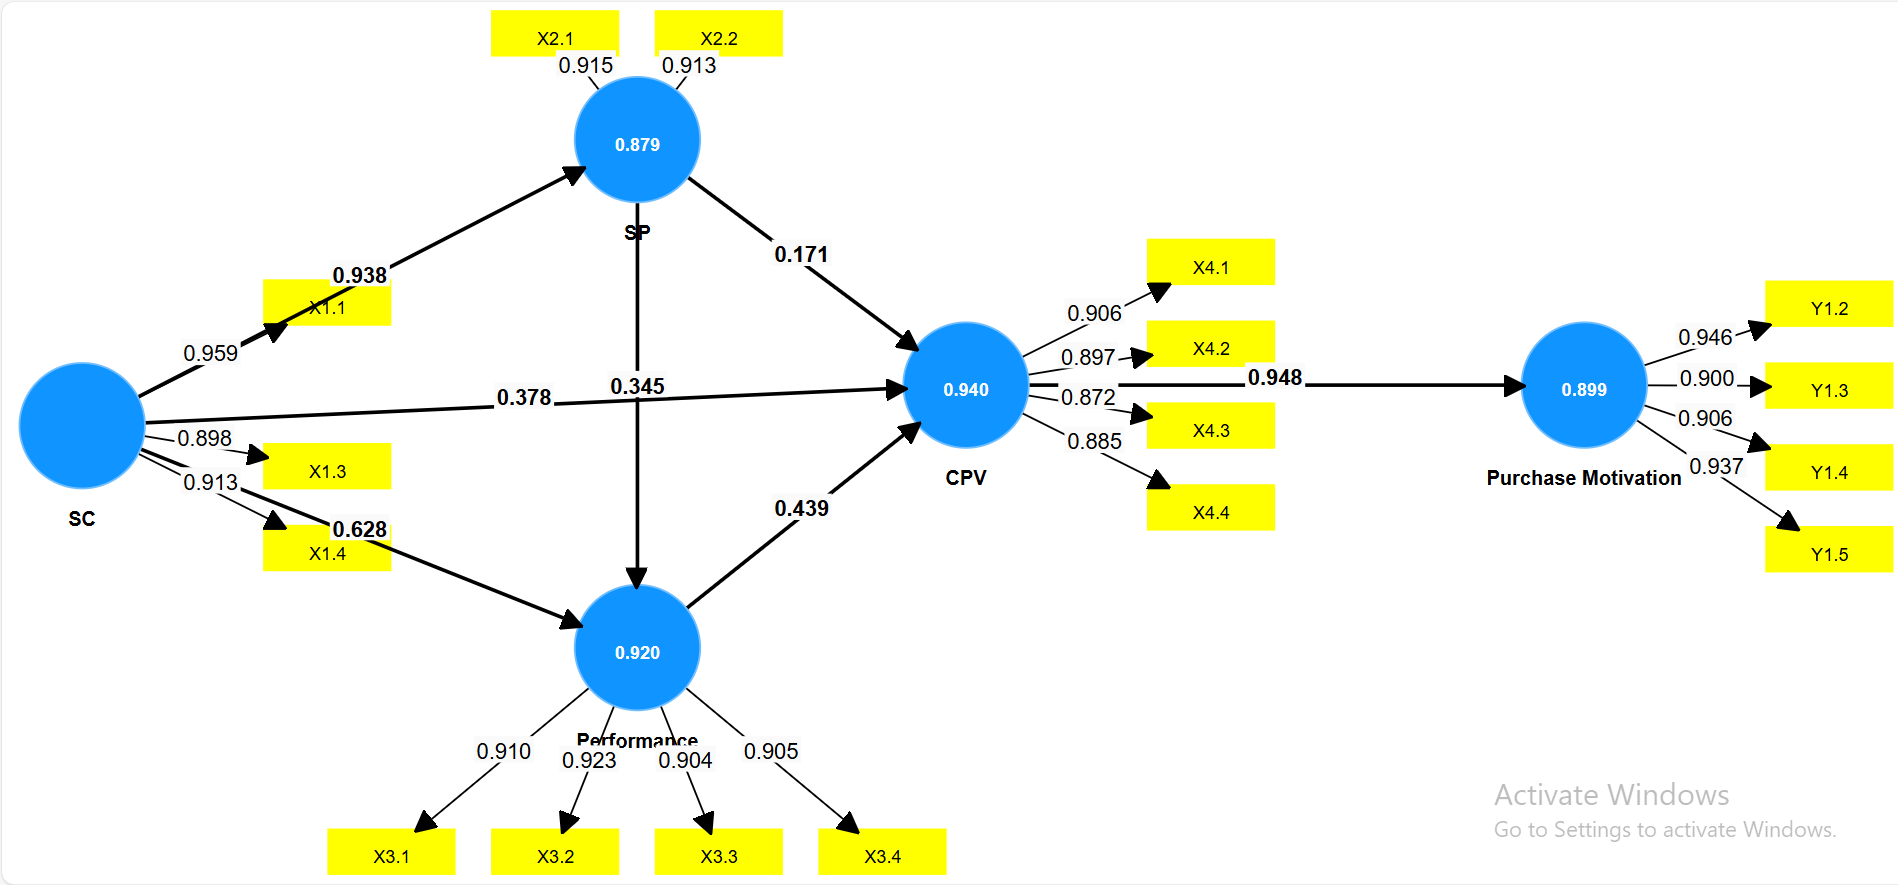 X2.1
X2.2
0.915
0.913
0.879
SP
0.938
0.171
X4.1
X1.1
0.906
Y1.2
0.959
0.946
0.897
X4.2
0.948
0.345
0.378
0.940
0.872
0.899
0.900
Y1.3
0.906
X4.3
0.898
0.885
X1.3
0.937
Y1.4
CPV
Purchase Motivation
0.913
0.439
X4.4
SC
0.628
X1.4
Y1.5
0.920
Performance
0.910
0.923
0.904
0.905
Activate Windows
Go to Settings to activate Windows.
X3.1
X3.2
X3.3
X3.4